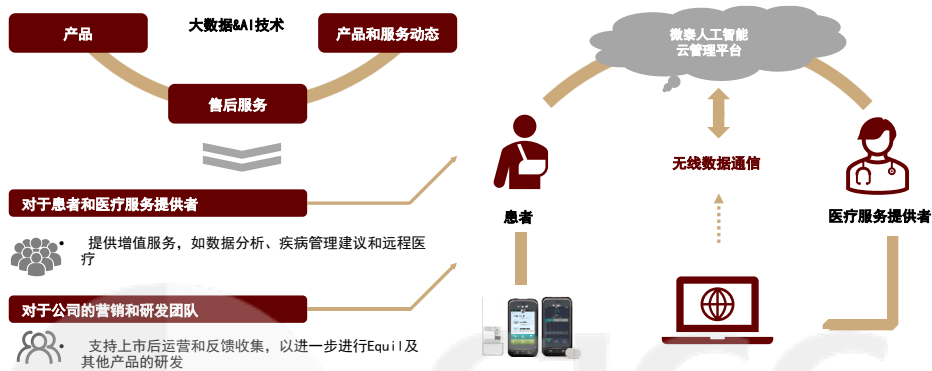 产品
大数据&AI技术
产品和服务动态
售后服务
对于患者和医疗服务提供者
• 提供增值服务，如数据分析、疾病管理建议和远程医
疗
对于公司的营销和研发团队
• 支持上市后运营和反馈收集，以进一步进行Equil及
其他产品的研发
微泰人工智能
云管理平台
无线数据通信
患者
医疗服务提供者